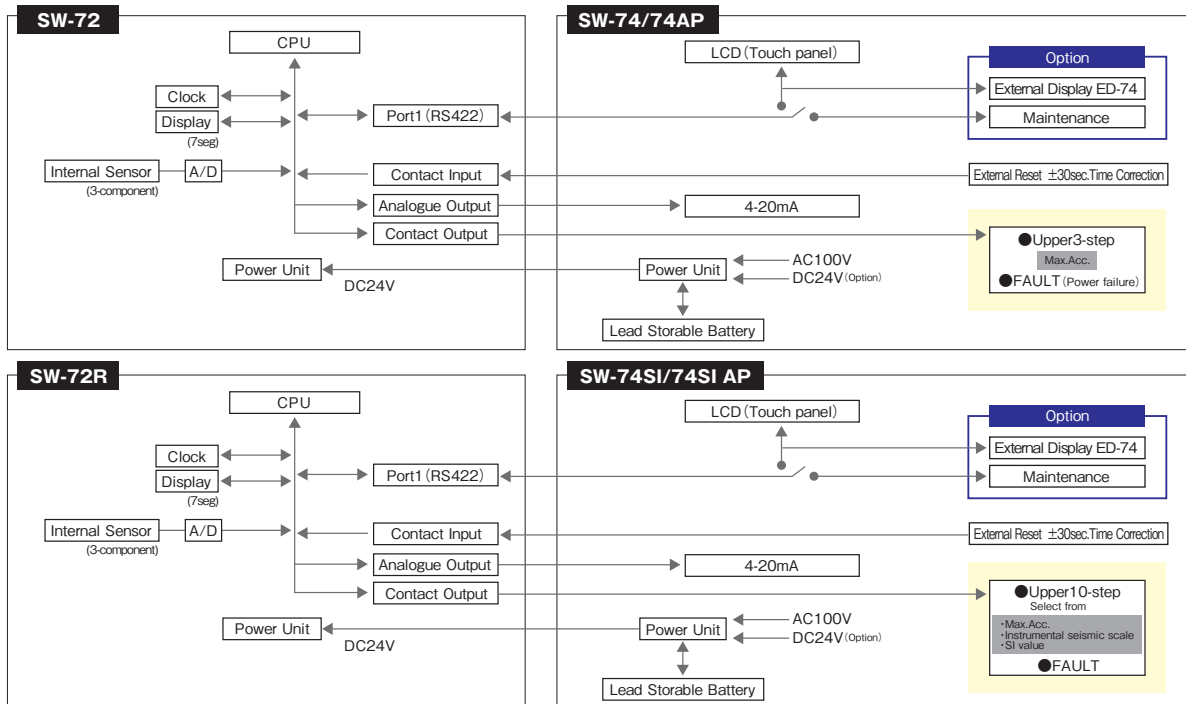 SW-72
CPU
Clock
Display
(7seg)
Internal Sensor
(3-component)
A/D
Port1 (RS422)
Contact Input
Analogue Output
Contact Output
Power Unit
DC24V
SW-74/74AP
LCD (Touch panel)
Option
External Display ED-74
Maintenance
External Reset ±30sec.Time Correction
4-20mA
●Upper3-step
Max.Acc.
●FAULT (Power failure)
Power Unit
AC100V
DC24V (Option)
Lead Storable Battery
SW-72R
CPU
Clock
Display
(7seg)
Internal Sensor
(3-component)
A/D
Port1 (RS422)
Contact Input
Analogue Output
Contact Output
Power Unit
DC24V
SW-74SI/74SI AP
LCD (Touch panel)
Option
External Display ED-74
Maintenance
External Reset ±30sec.Time Correction
4-20mA
●Upper10-step
Select from
・Max.Acc.
・Instrumental seismic scale
・SI value
●FAULT
Power Unit
AC100V
DC24V (Option)
Lead Storable Battery